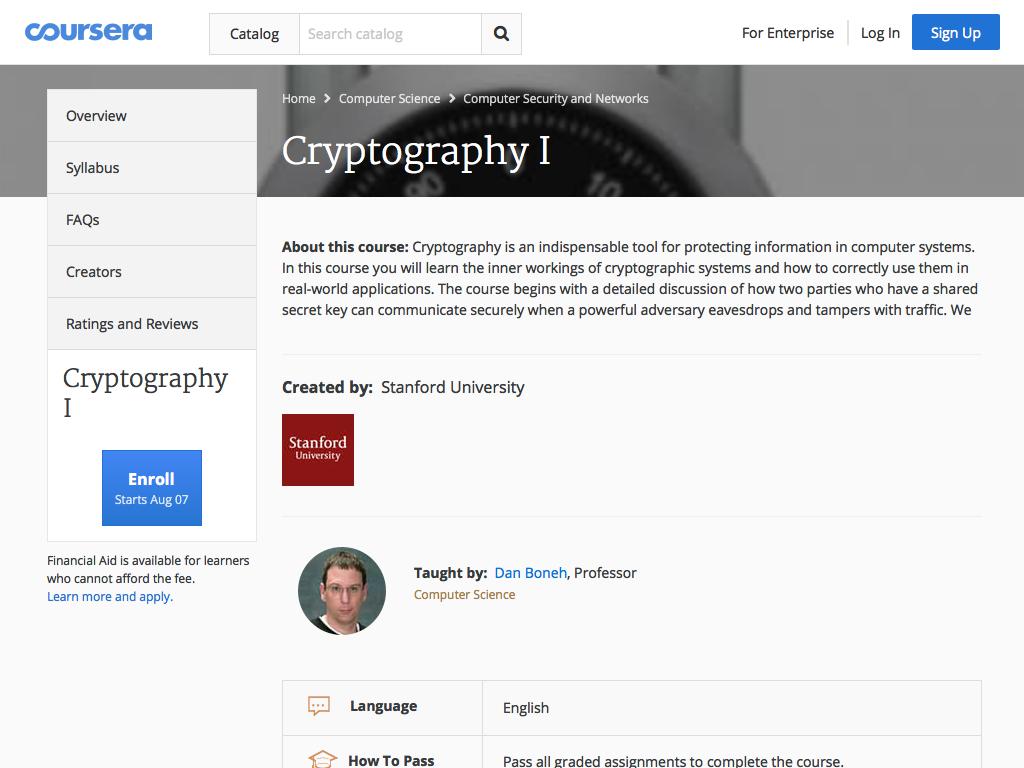 coursera
Catalog
Search catalog
For Enterprise
Log In
Sign Up
Home > Computer Science > Computer Security and Networks
Cryptography I
90
10
Overview
Syllabus
FAQs
Creators
Ratings and Reviews
Cryptography
I
Enroll
Starts Aug 07
Financial Aid is available for learners
who cannot afford the fee.
Learn more and apply.
About this course: Cryptography is an indispensable tool for protecting information in computer systems.
In this course you will learn the inner workings of cryptographic systems and how to correctly use them in
real-world applications. The course begins with a detailed discussion of how two parties who have a shared
secret key can communicate securely when a powerful adversary eavesdrops and tampers with traffic. We
Created by: Stanford University
Stanford
University
Taught by: Dan Boneh, Professor
Computer Science
Language English
How To Pass Pass all graded assignments to complete the course.